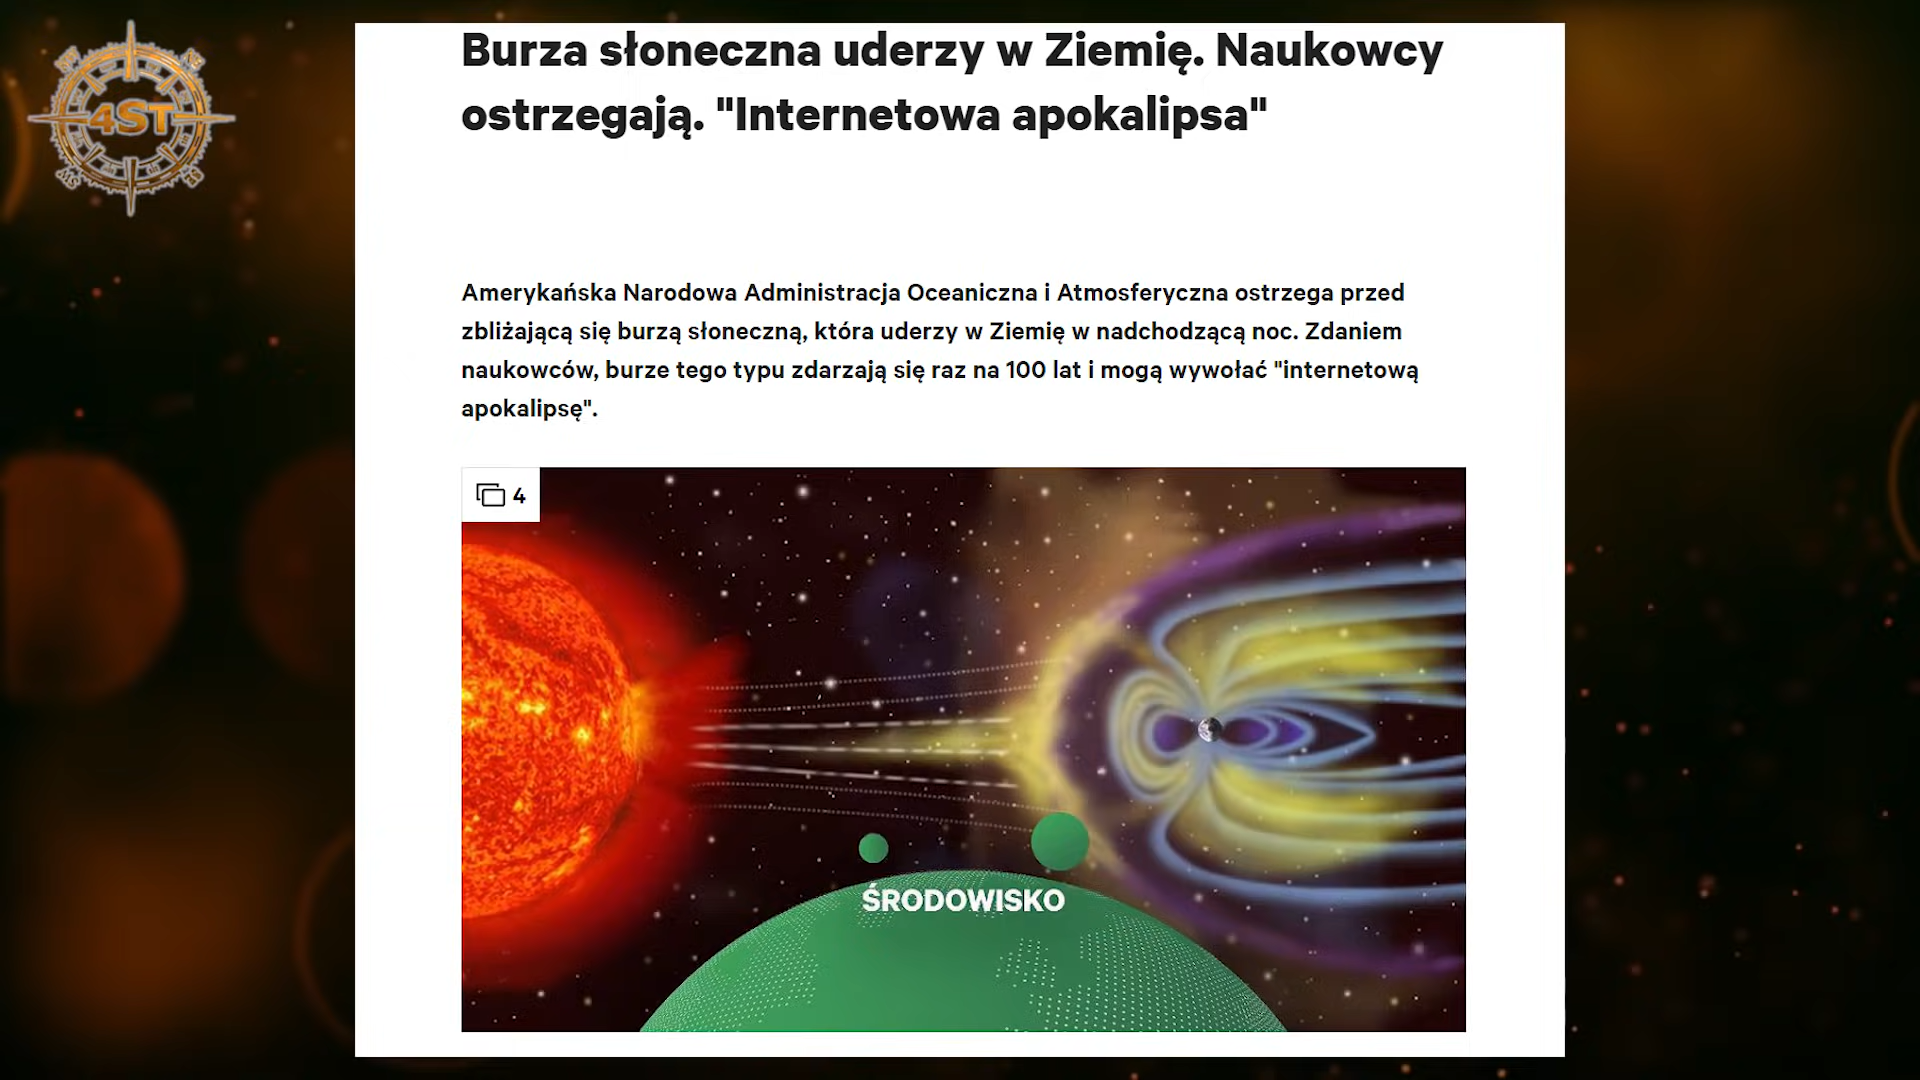 4ST
Burza słoneczna uderzy w Ziemię. Naukowcy
ostrzegają. "Internetowa apokalipsa"
Amerykańska Narodowa Administracja Oceaniczna i Atmosferyczna ostrzega przed
zbliżającą się burzą słoneczną, która uderzy w Ziemię w nadchodzącą noc. Zdaniem
naukowców, burze tego typu zdarzają się raz na 100 lat i mogą wywołać "internetową
apokalipsę".
4
ŚRODOWISKO